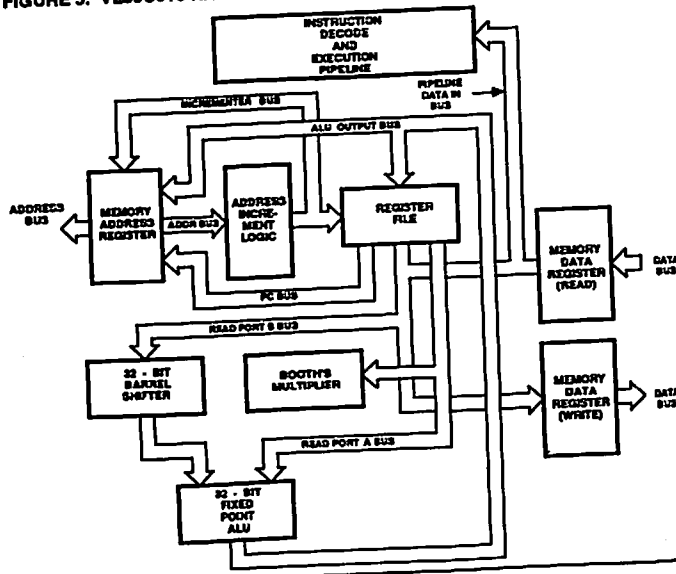 FIGURE 3.
INSTRUCTION
DECODE
AND
EXECUTION
PIPELINE
PIPELINE
DATA IN
BUS
INCREMENTER BUS
ALU OUTPUT BUS
ADDRESS
BUS
MEMORY
ADDRESS
REGISTER
ADDR BUS
ADDRESS
INCRE-
MENT
LOGIC
REGISTER
FILE
MEMORY
DATA
REGISTER
(READ)
DATA
BUS
PC BUS
READ PORT B BUS
32 - BIT
BARREL
SHIFTER
BOOTH'S
MULTIPLIER
MEMORY
DATA
REGISTER
(WRITE)
DATA
BUS
READ PORT A BUS
32 - BIT
FIXED
POINT
ALU